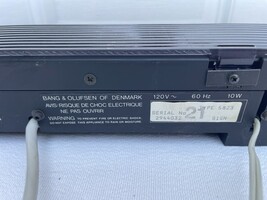 BANG & OLUFSEN OF DENMARK
AVIS: RISQUE DE CHOC ELECTRIQUE
NE PAS OUVRIR
WARNING TO PREVENT FIRE OR ELECTRIC SHOCK
DO NOT EXPOSE THIS APPLIANCE TO RAIN OR MOISTURE
120V~ 60 Hz 10W
SERIAL No
21